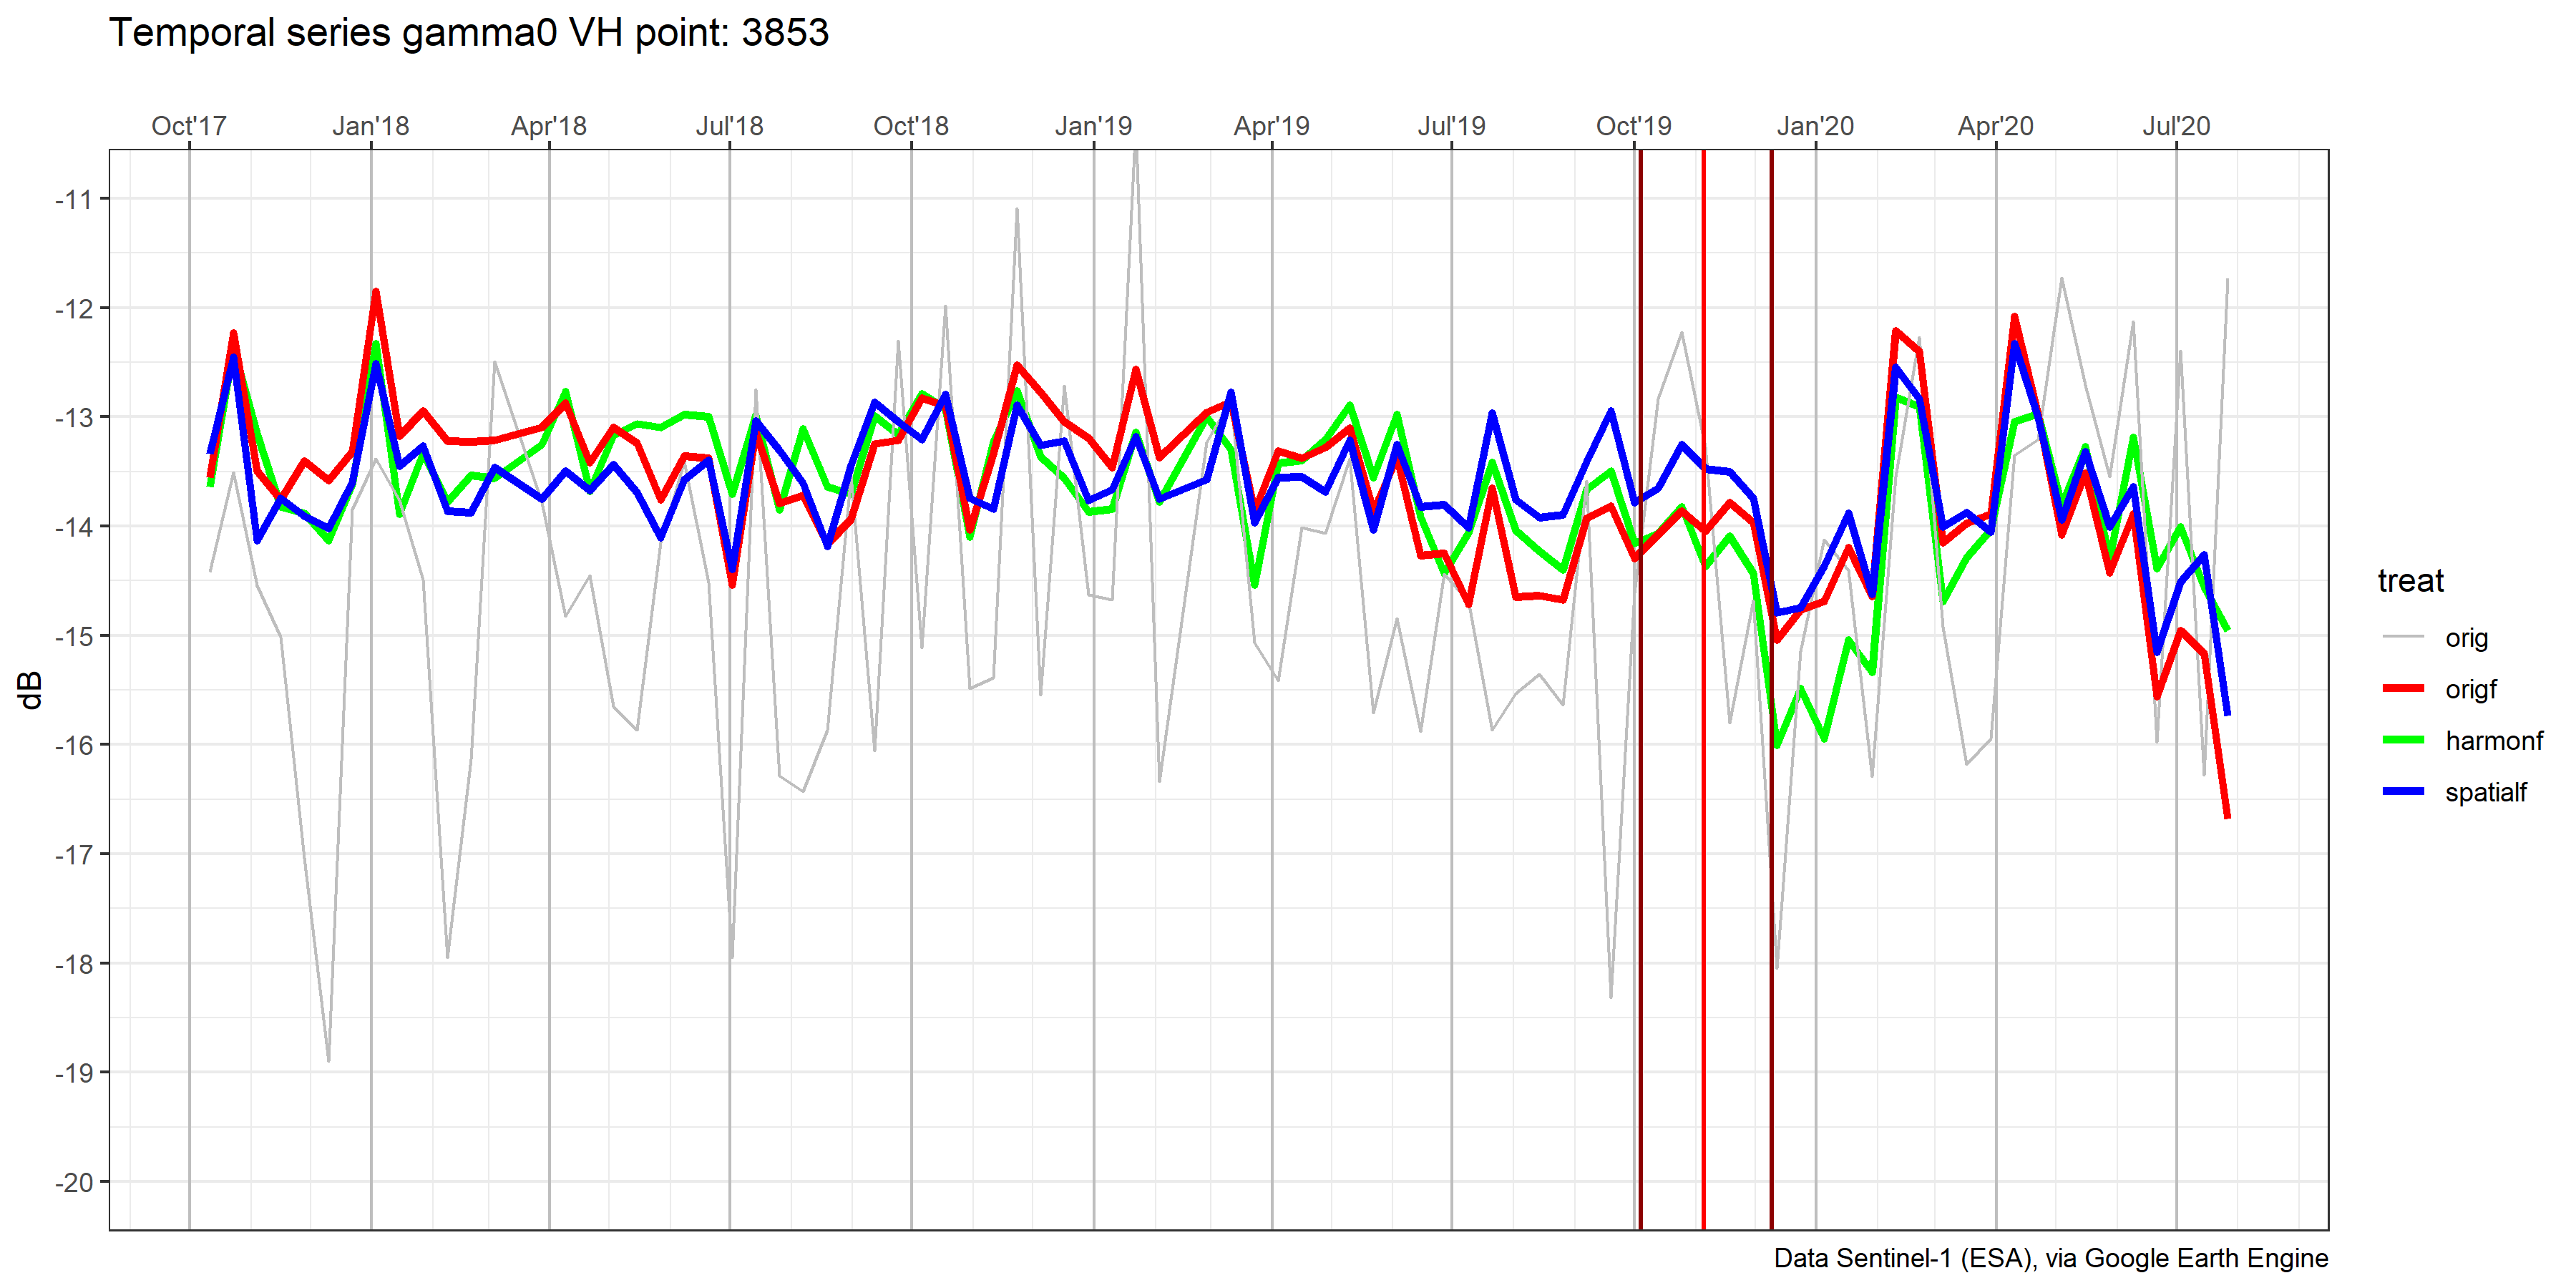 Temporal series gamma0 VH point: 3853
Oct'17 Jan'18 Apr'18 Jul'18 Oct'18 Jan'19 Apr'19 Jul'19 Oct'19 Jan'20 Apr'20 Jul'20
-11
-12
-13
-14
-15
-16
-17
-18
-19
-20
dB
treat
orig
origf
harmonf
spatialf
Data Sentinel-1 (ESA), via Google Earth Engine